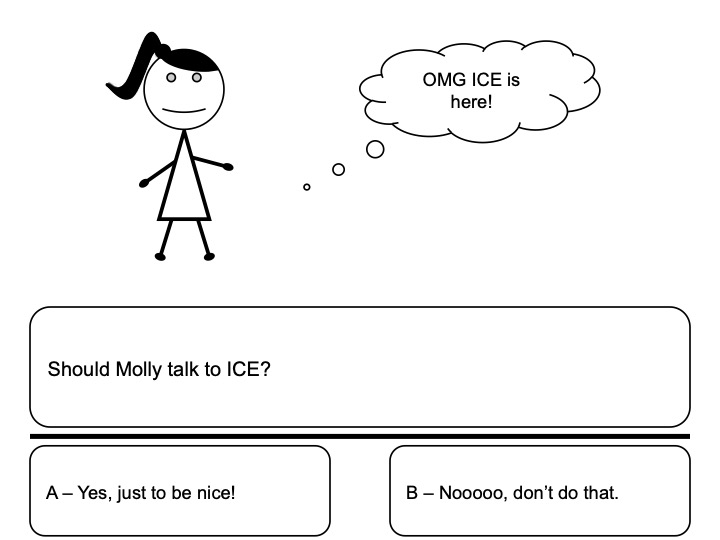 OMG ICE is
here!
Should Molly talk to ICE?
A – Yes, just to be nice!
B – Nooooo, don't do that.